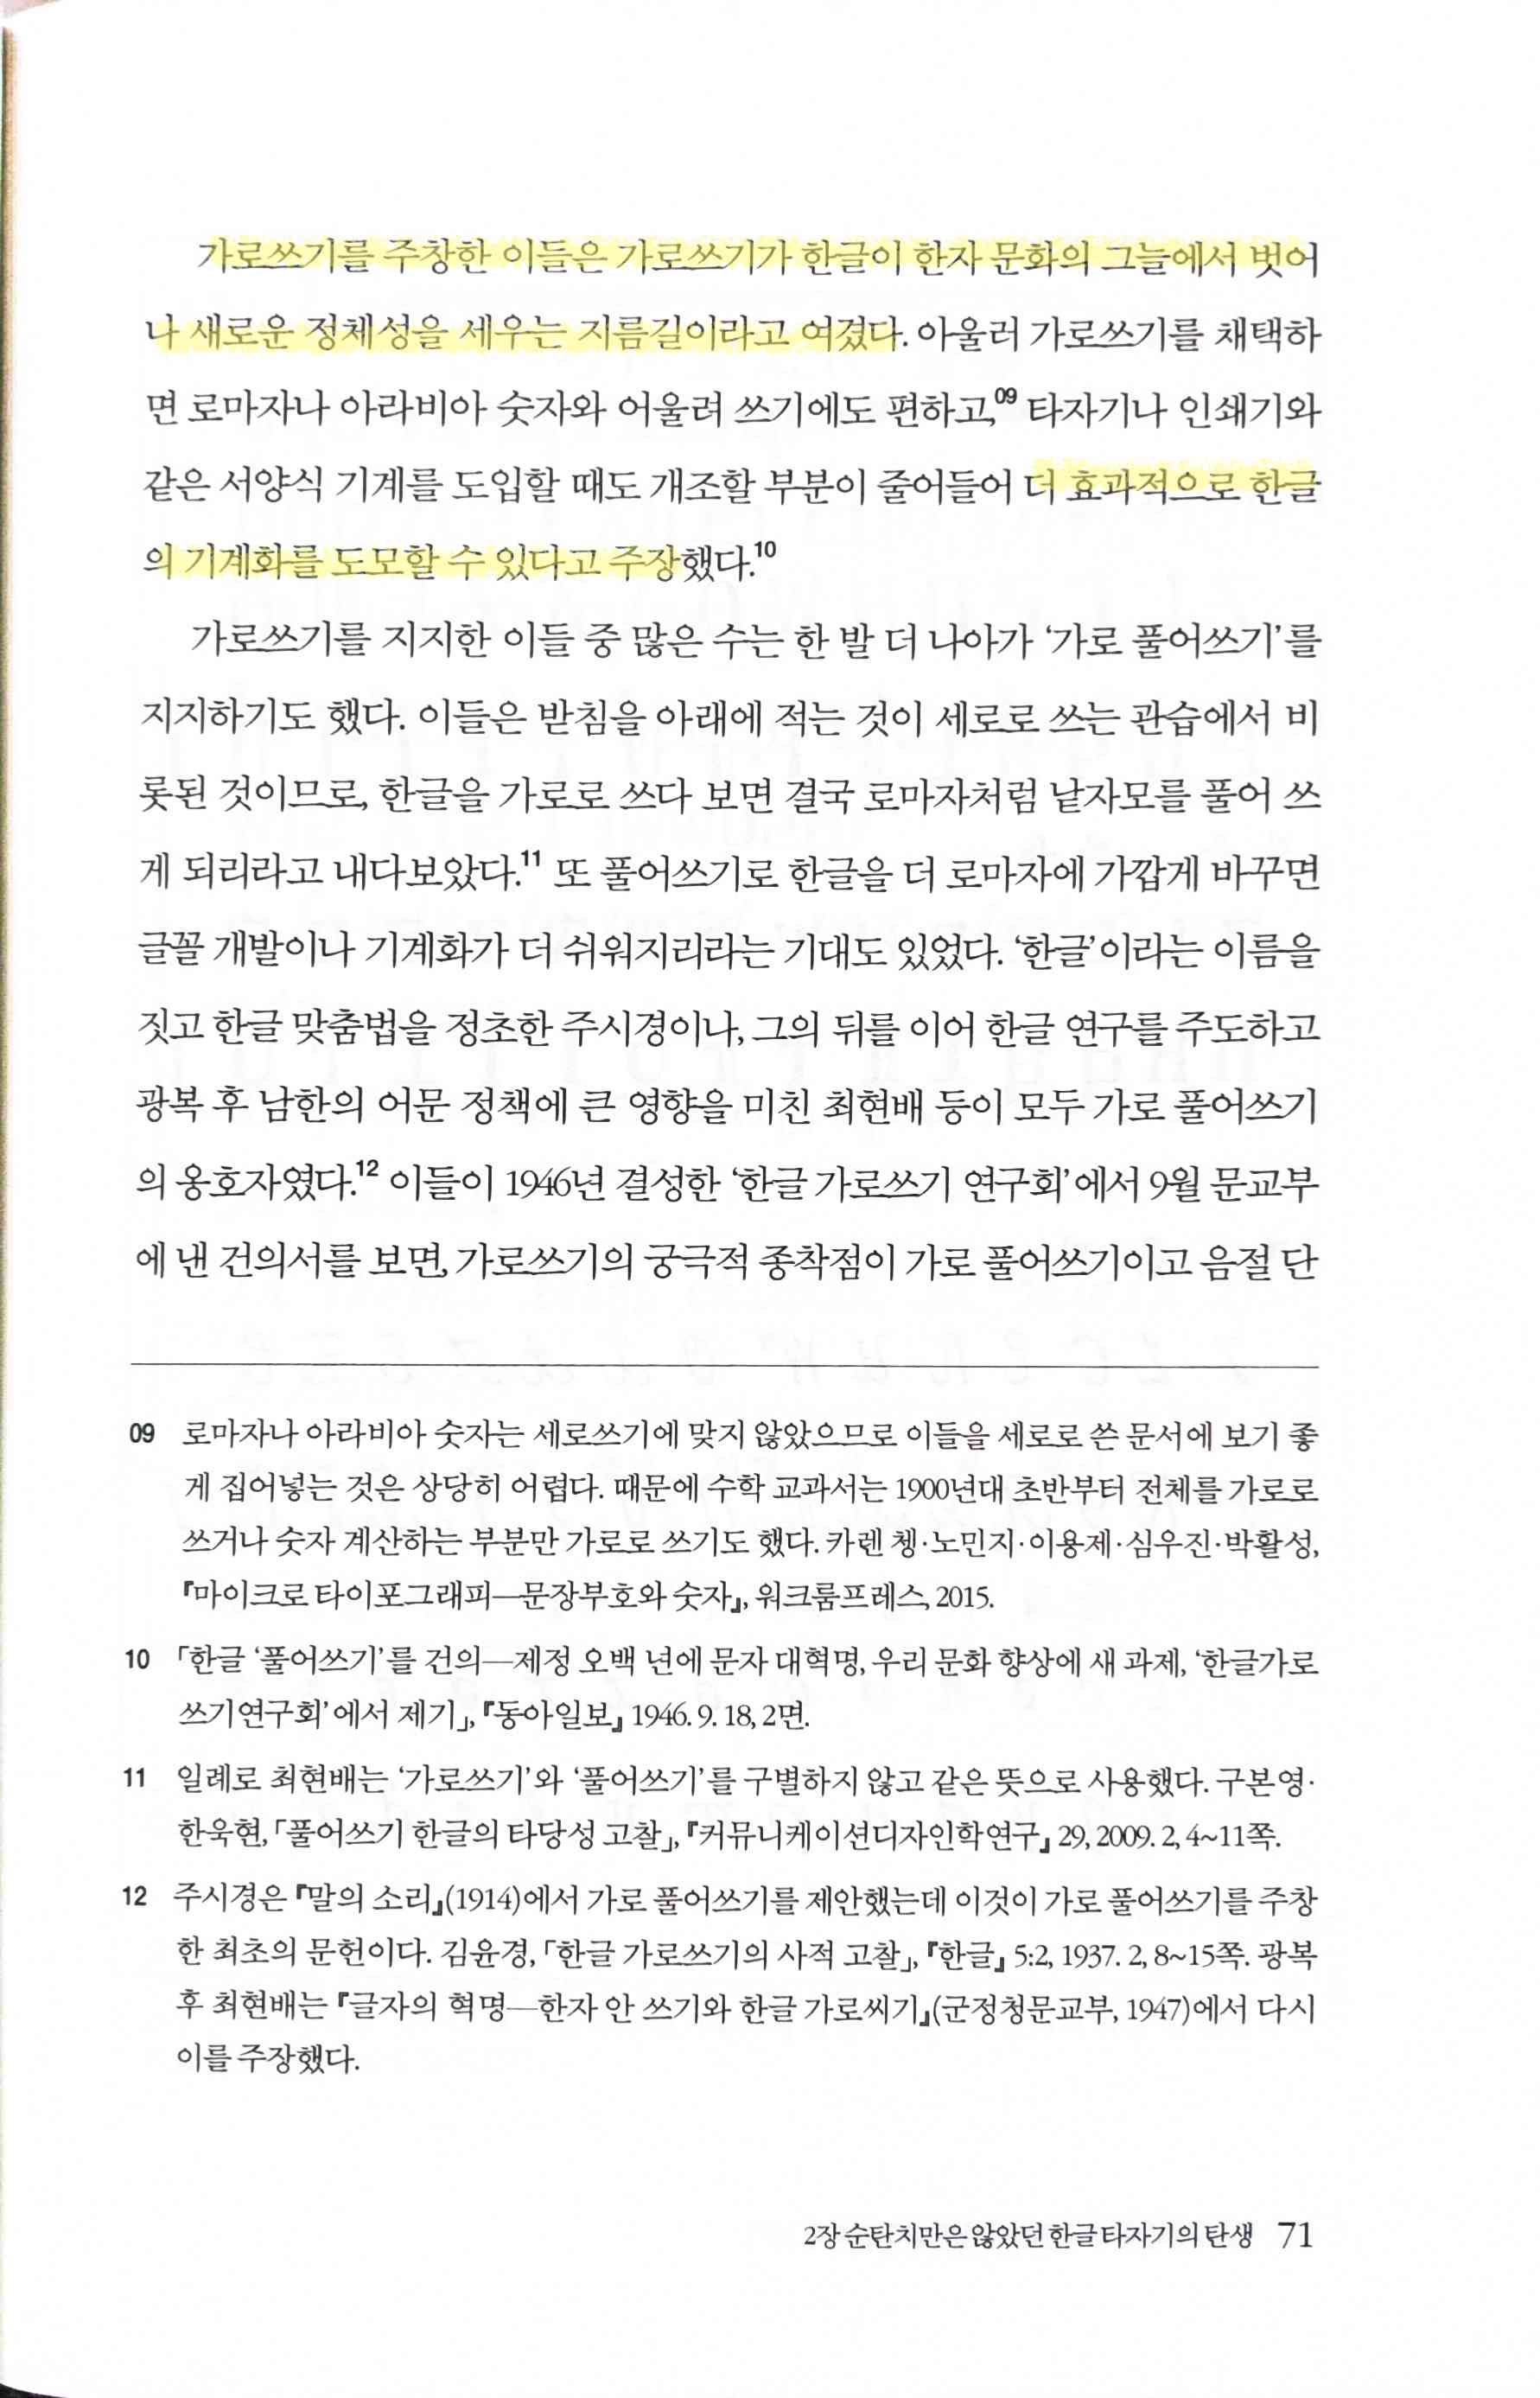 가로쓰기를 주창한 이들은 가로쓰기가 한글이 한자 문화의 그늘에서 벗어
나 새로운 정체성을 세우는 지름길이라고 여겼다. 아울러 가로쓰기를 채택하
면 로마자나 아라비아 숫자와 어울려 쓰기에도 편하고,09 타자기나 인쇄기와
같은 서양식 기계를 도입할 때도 개조할 부분이 줄어들어 더 효과적으로 한글
의 기계화를 도모할 수 있다고 주장했다.10
가로쓰기를 지지한 이들 중 많은 수는 한 발 더 나아가 ‘가로 풀어쓰기’를
지지하기도 했다. 이들은 받침을 아래에 적는 것이 세로로 쓰는 관습에서 비
롯된 것이므로, 한글을 가로로 쓰다 보면 결국 로마자처럼 낱자모를 풀어 쓰
게 되리라고 내다보았다.11 또 풀어쓰기로 한글을 더 로마자에 가깝게 바꾸면
글꼴 개발이나 기계화가 더 쉬워지리라는 기대도 있었다. ‘한글’이라는 이름을
짓고 한글 맞춤법을 정초한 주시경이나, 그의 뒤를 이어 한글 연구를 주도하고
광복 후 남한의 어문 정책에 큰 영향을 미친 최현배 등이 모두 가로 풀어쓰기
의 옹호자였다.12 이들이 1946년 결성한 ‘한글 가로쓰기 연구회’에서 9월 문교부
에 낸 건의서를 보면, 가로쓰기의 궁극적 종착점이 가로 풀어쓰기이고 음절 단
09 로마자나 아라비아 숫자는 세로쓰기에 맞지 않았으므로 이들을 세로로 쓴 문서에 보기 좋
게 집어넣는 것은 상당히 어렵다. 때문에 수학 교과서는 1900년대 초반부터 전체를 가로로
쓰거나 숫자 계산하는 부분만 가로로 쓰기도 했다. 카렌 쳉·노민지·이용제·심우진·박활성,
『마이크로 타이포그래피—문장부호와 숫자』, 워크룸프레스, 2015.
10 「한글 ‘풀어쓰기’를 건의—제정 오백 년에 문자 대혁명, 우리 문화 향상에 새 과제, ‘한글가로
쓰기연구회’에서 제기」, 『동아일보』 1946. 9. 18, 2면.
11 일례로 최현배는 ‘가로쓰기’와 ‘풀어쓰기’를 구별하지 않고 같은 뜻으로 사용했다. 구본영·
한욱현, 「풀어쓰기 한글의 타당성 고찰」, 『커뮤니케이션디자인학연구』 29, 2009. 2, 4~11쪽.
12 주시경은 『말의 소리』(1914)에서 가로 풀어쓰기를 제안했는데 이것이 가로 풀어쓰기를 주창
한 최초의 문헌이다. 김윤경, 「한글 가로쓰기의 사적 고찰」, 『한글』 5:2, 1937. 2, 8~15쪽. 광복
후 최현배는 『글자의 혁명—한자 안 쓰기와 한글 가로씨기』(군정청문교부, 1947)에서 다시
이를 주장했다.
2장 순탄치만은 않았던 한글 타자기의 탄생 71